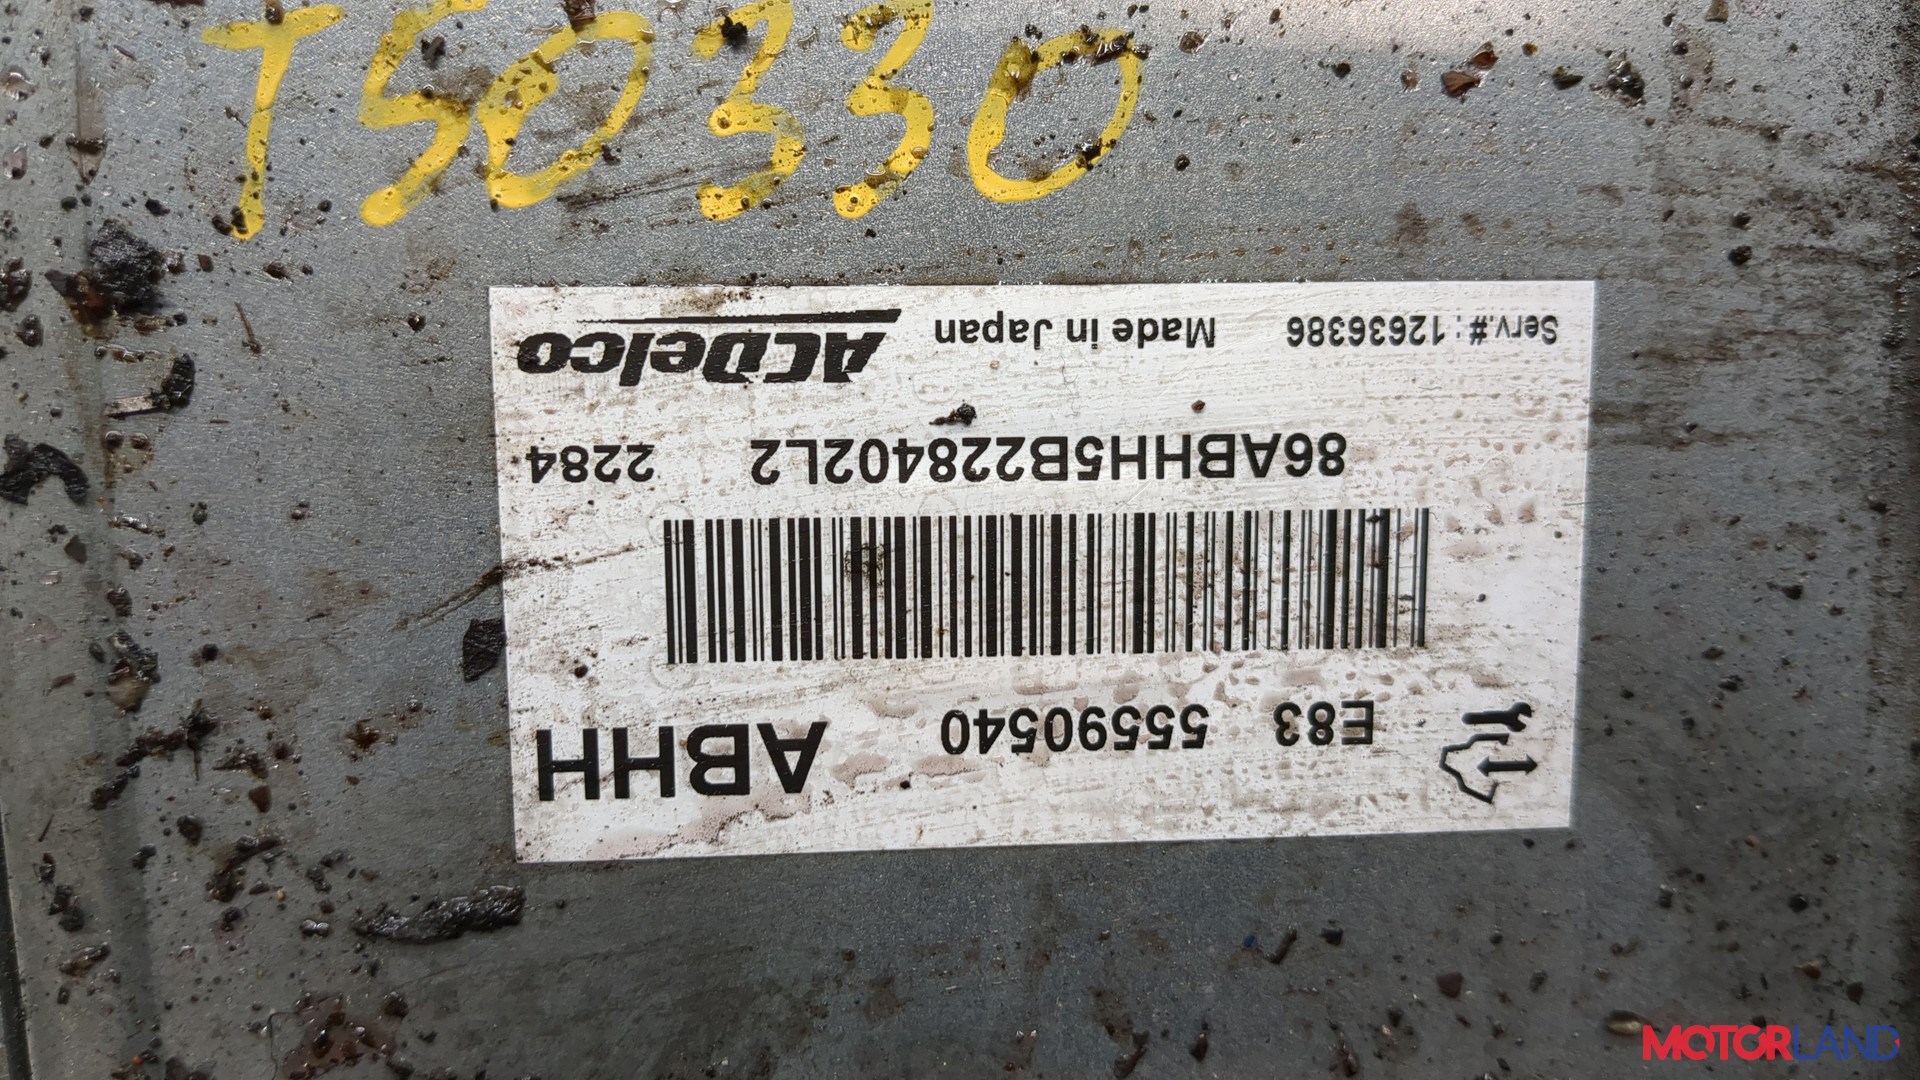 T50330
ABHH 55590540 E83
86ABHH5B228402L2 2284
Serv.#: 12636386 Made in Japan ACDelco
MOTORLAND